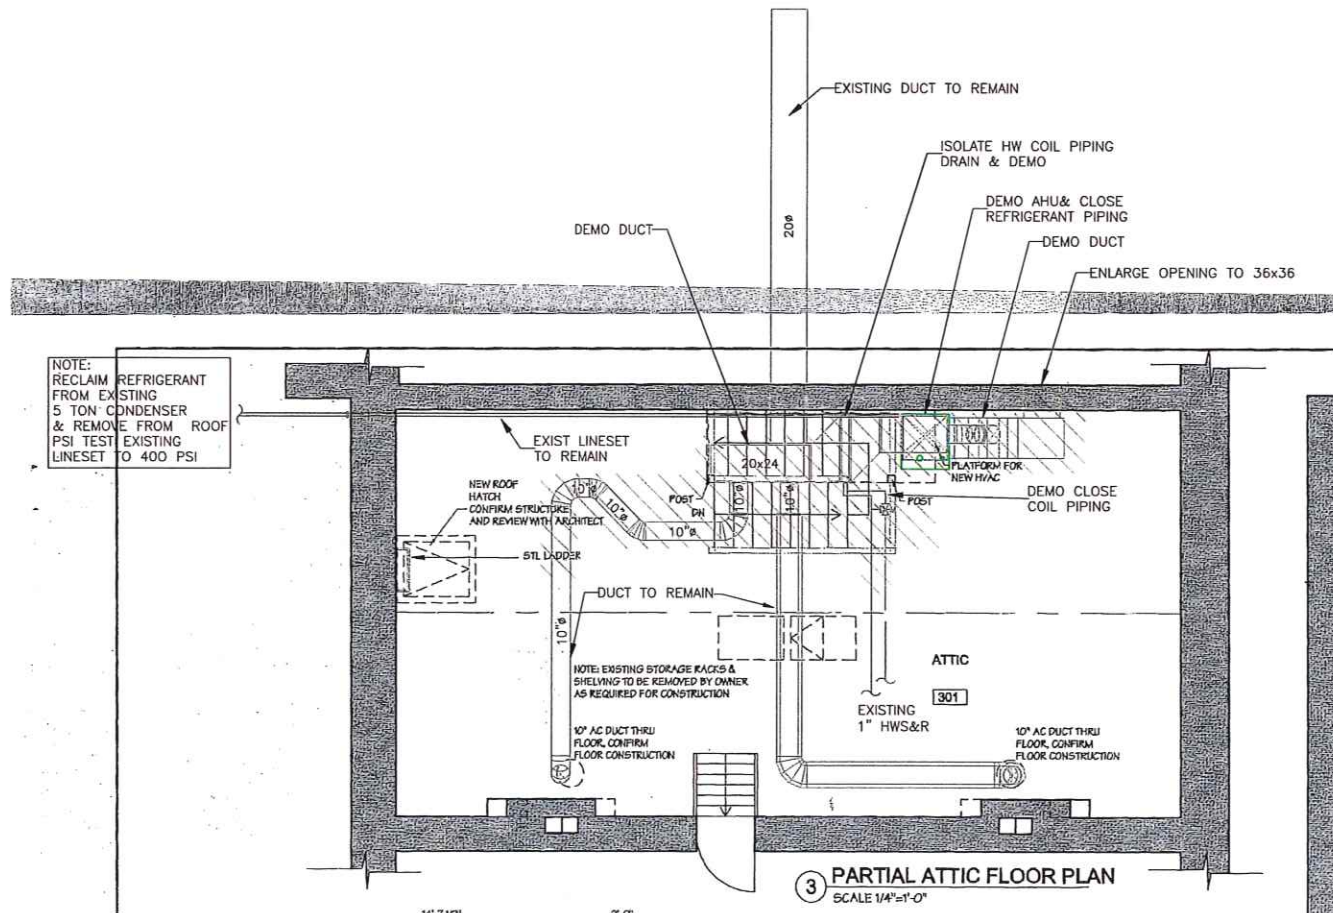 EXISTING DUCT TO REMAIN
ISOLATE HW COIL PIPING
DRAIN & DEMO
20ø
DEMO AHU& CLOSE
REFRIGERANT PIPING
DEMO DUCT
DEMO DUCT
ENLARGE OPENING TO 36x36
NOTE:
RECLAIM REFRIGERANT
FROM EXISTING
5 TON CONDENSER
& REMOVE FROM ROOF
PSI TEST EXISTING
LINESET TO 400 PSI
EXIST LINESET
TO REMAIN
20x24
PLATFORM FOR
NEW HVAC
DEMO CLOSE
COIL PIPING
NEW ROOF
HATCH
CONFIRM STRUCTURE
AND REVIEW WITH ARCHITECT
10"ø
10"ø
10"ø
10"ø
10"ø
POST
DN
POST
STL LADDER
DUCT TO REMAIN
10"ø
NOTE: EXISTING STORAGE RACKS &
SHELVING TO BE REMOVED BY OWNER
AS REQUIRED FOR CONSTRUCTION
ATTIC
301
EXISTING
1" HWS&R
10" AC DUCT THRU
FLOOR, CONFIRM
FLOOR CONSTRUCTION
10" AC DUCT THRU
FLOOR, CONFIRM
FLOOR CONSTRUCTION
3
PARTIAL ATTIC FLOOR PLAN
SCALE 1/4"=1'-0"